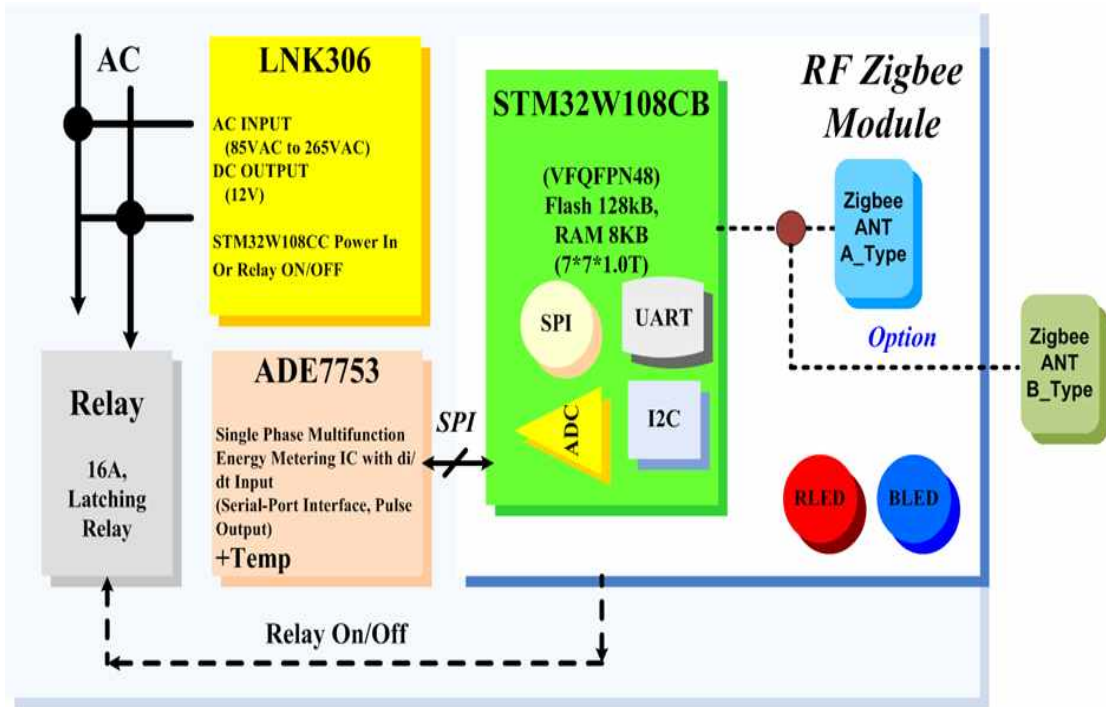 AC
LNK306
AC INPUT
(85VAC to 265VAC)
DC OUTPUT
(12V)
STM32W108CC Power In
Or Relay ON/OFF
Relay
16A,
Latching
Relay
ADE7753
Single Phase Multifunction
Energy Metering IC with di/
dt Input
(Serial-Port Interface, Pulse
Output)
+Temp
SPI
STM32W108CB
(VFQFPN48)
Flash 128kB,
RAM 8KB
(7*7*1.0T)
SPI
UART
ADC
I2C
RF Zigbee
Module
Zigbee
ANT
A_Type
Option
Zigbee
ANT
B_Type
RLED
BLED
Relay On/Off